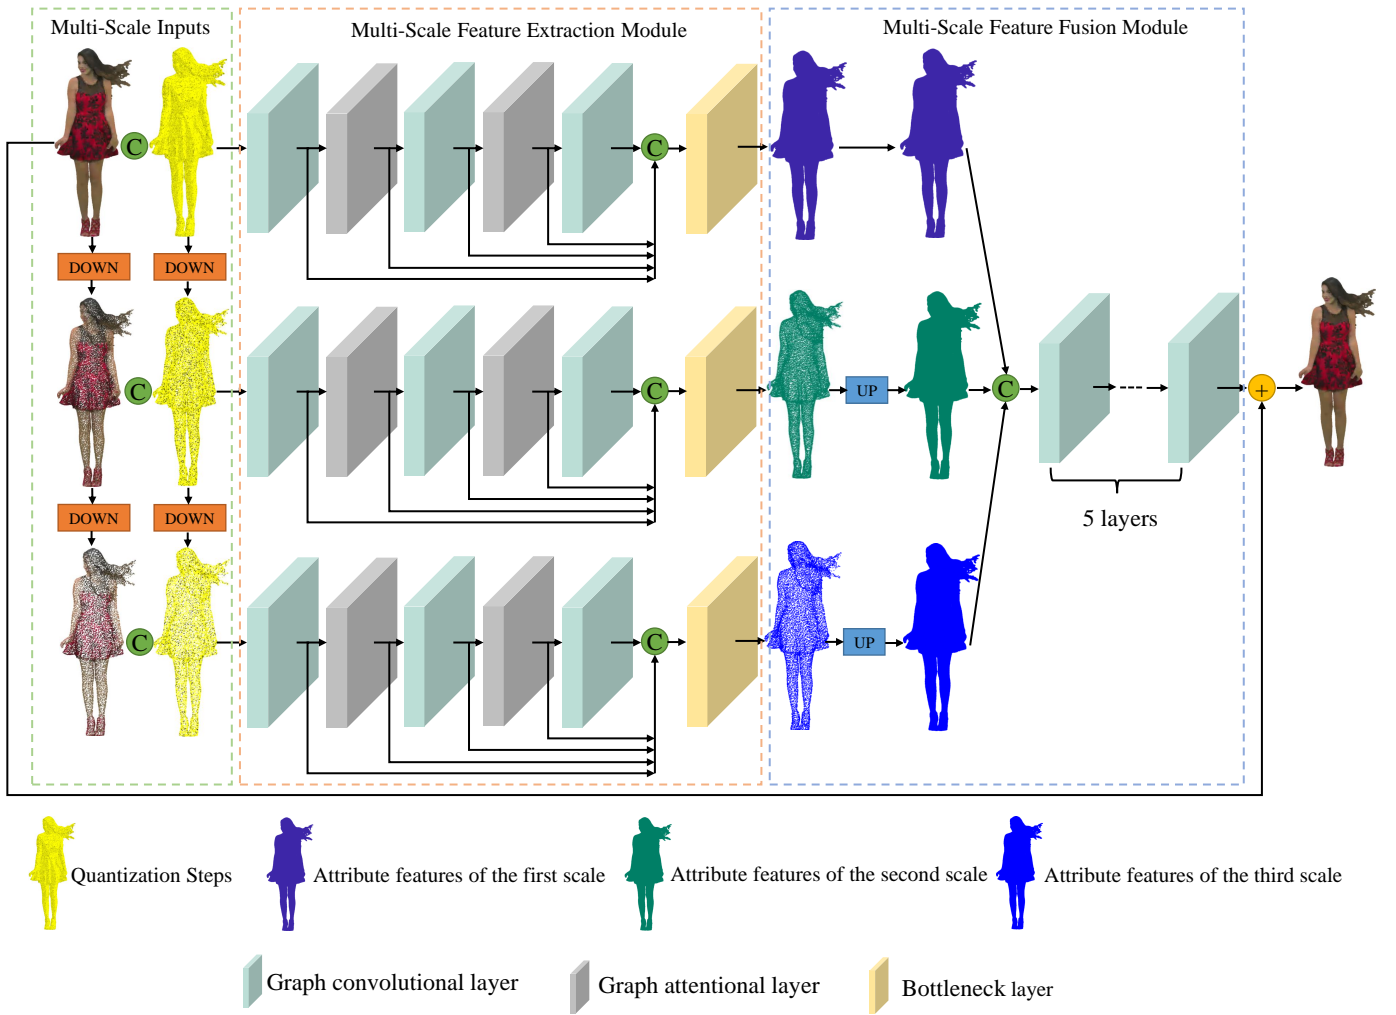 Multi-Scale Inputs
Multi-Scale Feature Extraction Module
Multi-Scale Feature Fusion Module
C
C
DOWN
DOWN
C
C
UP
C
+
DOWN
DOWN
5 layers
C
C
UP
Quantization Steps
Attribute features of the first scale
Attribute features of the second scale
Attribute features of the third scale
Graph convolutional layer
Graph attentional layer
Bottleneck layer